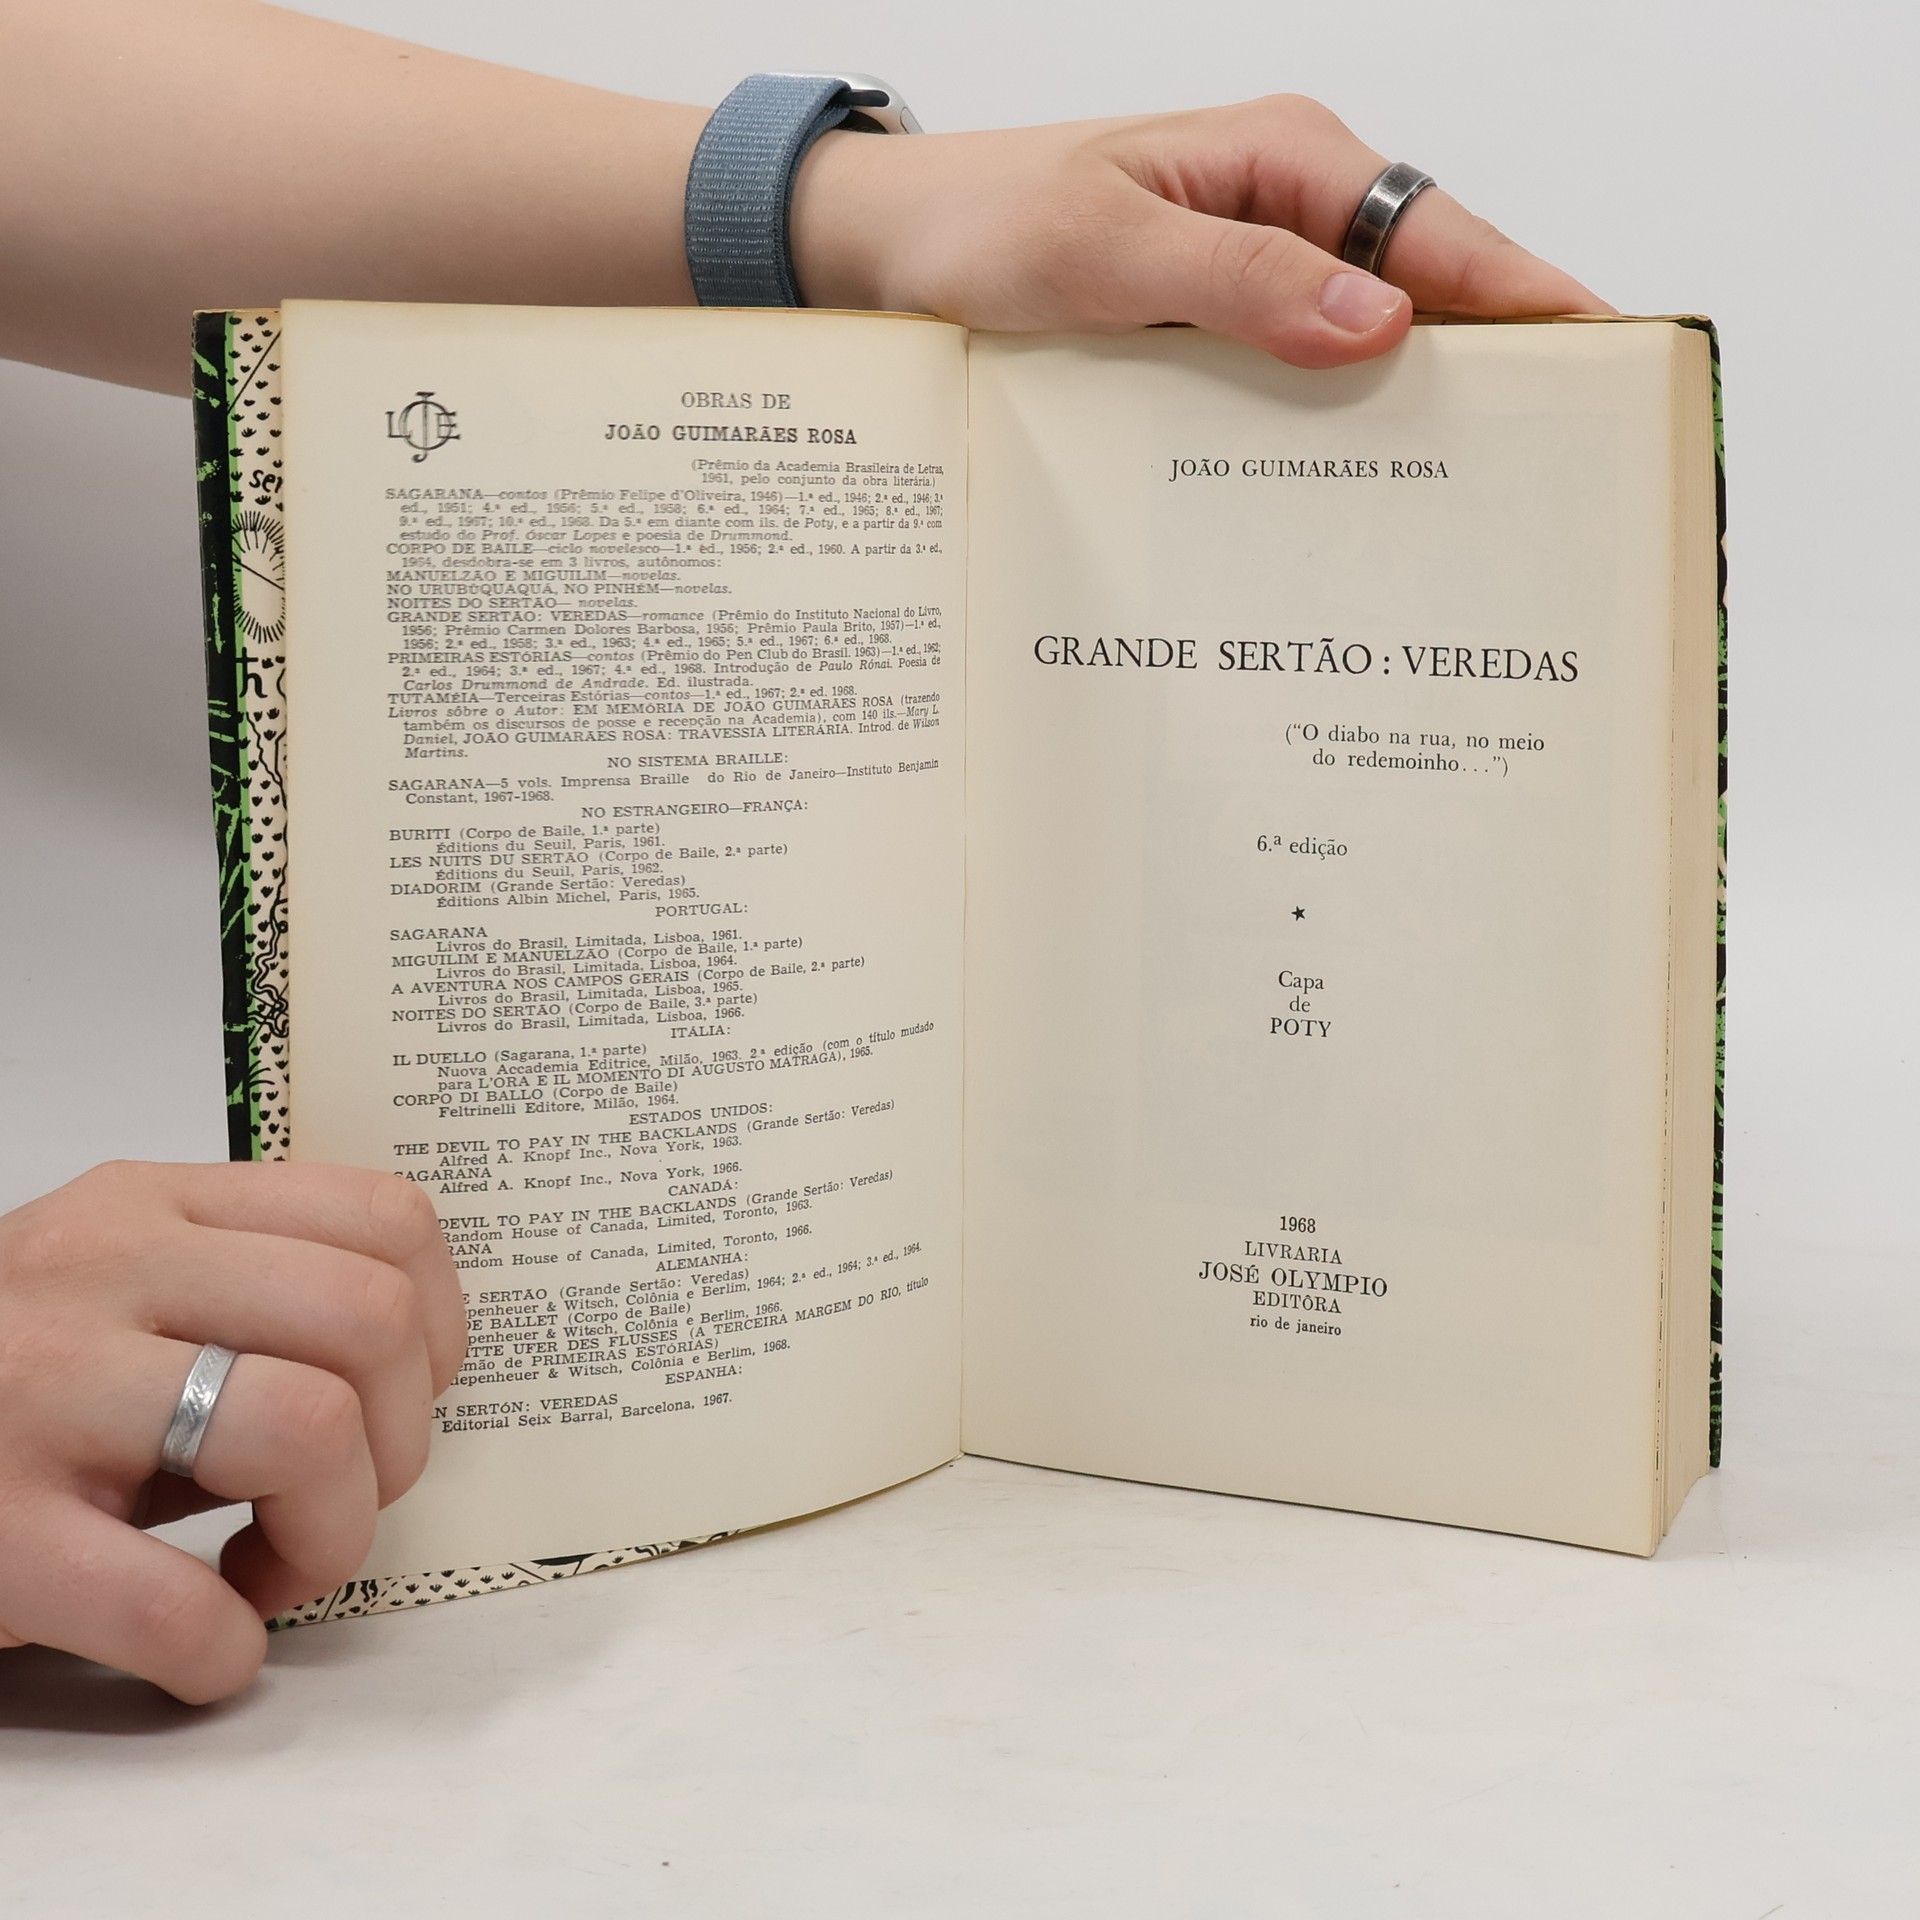 ser
LJOE
OBRAS DE
JOÃO GUIMARÃES ROSA
(Prêmio da Academia Brasileira de Letras,
1961, pelo conjunto da obra literária.)
SAGARANA—contos (Prêmio Felipe d'Oliveira, 1946)—1.ª ed., 1946; 2.ª ed., 1946; 3.ª
ed., 1951; 4.ª ed., 1956; 5.ª ed., 1958; 6.ª ed., 1964; 7.ª ed., 1965; 8.ª ed., 1967;
9.ª ed., 1967; 10.ª ed., 1968. Da 5.ª em diante com ils. de Poty, e a partir da 9.ª com
estudo do Prof. Óscar Lopes e poesia de Drummond.
CORPO DE BAILE—ciclo novelesco—1.ª ed., 1956; 2.ª ed., 1960. A partir da 3.ª ed.,
1964, desdobra-se em 3 livros, autônomos:
MANUELZÃO E MIGUILIM—novelas.
NO URUBÚQUAQUÁ, NO PINHÉM—novelas.
NOITES DO SERTÃO— novelas.
GRANDE SERTÃO: VEREDAS—romance (Prêmio do Instituto Nacional do Livro,
1956; Prêmio Carmen Dolores Barbosa, 1956; Prêmio Paula Brito, 1957)—1.ª ed.,
1956; 2.ª ed., 1958; 3.ª ed., 1963; 4.ª ed., 1965; 5.ª ed., 1967; 6.ª ed., 1968.
PRIMEIRAS ESTÓRIAS—contos (Prêmio do Pen Club do Brasil. 1963)—1.ª ed., 1962;
2.ª ed., 1964; 3.ª ed., 1967; 4.ª ed., 1968. Introdução de Paulo Rónai. Poesia de
Carlos Drummond de Andrade. Ed. ilustrada.
TUTAMÉIA—Terceiras Estórias—contos—1.ª ed., 1967; 2.ª ed. 1968.
Livros sôbre o Autor: EM MEMÓRIA DE JOÃO GUIMARÃES ROSA (trazendo
também os discursos de posse e recepção na Academia), com 140 ils.—Mary L.
Daniel, JOÃO GUIMARÃES ROSA: TRAVESSIA LITERÁRIA. Introd. de Wilson
Martins.
NO SISTEMA BRAILLE:
SAGARANA—5 vols. Imprensa Braille do Rio de Janeiro—Instituto Benjamin
Constant, 1967-1968.
NO ESTRANGEIRO—FRANÇA:
BURITI (Corpo de Baile, 1.ª parte)
Éditions du Seuil, Paris, 1961.
LES NUITS DU SERTÃO (Corpo de Baile, 2.ª parte)
Éditions du Seuil, Paris, 1962.
DIADORIM (Grande Sertão: Veredas)
Éditions Albin Michel, Paris, 1965.
PORTUGAL:
SAGARANA
Livros do Brasil, Limitada, Lisboa, 1961.
MIGUILIM E MANUELZÃO (Corpo de Baile, 1.ª parte)
Livros do Brasil, Limitada, Lisboa, 1964.
A AVENTURA NOS CAMPOS GERAIS (Corpo de Baile, 2.ª parte)
Livros do Brasil, Limitada, Lisboa, 1965.
NOITES DO SERTÃO (Corpo de Baile, 3.ª parte)
Livros do Brasil, Limitada, Lisboa, 1966.
ITÁLIA:
IL DUELLO (Sagarana, 1.ª parte)
Nuova Accademia Editrice, Milão, 1963. 2.ª edição (com o título mudado
para L'ORA E IL MOMENTO DI AUGUSTO MATRAGA), 1965.
CORPO DI BALLO (Corpo de Baile)
Feltrinelli Editore, Milão, 1964.
ESTADOS UNIDOS:
THE DEVIL TO PAY IN THE BACKLANDS (Grande Sertão: Veredas)
Alfred A. Knopf Inc., Nova York, 1963.
SAGARANA
Alfred A. Knopf Inc., Nova York, 1966.
CANADÁ:
DEVIL TO PAY IN THE BACKLANDS (Grande Sertão: Veredas)
Random House of Canada, Limited, Toronto, 1963.
RANA
andom House of Canada, Limited, Toronto, 1966.
ALEMANHA:
E SERTÃO (Grande Sertão: Veredas)
epenheuer & Witsch, Colônia e Berlim, 1964; 2.ª ed., 1964; 3.ª ed., 1964.
DE BALLET (Corpo de Baile)
penheuer & Witsch, Colônia e Berlim, 1966.
ITTE UFER DES FLUSSES (A TERCEIRA MARGEM DO RIO, título
emão de PRIMEIRAS ESTÓRIAS)
iepenheuer & Witsch, Colônia e Berlim, 1968.
ESPANHA:
N SERTÓN: VEREDAS
Editorial Seix Barral, Barcelona, 1967.
JOÃO GUIMARÃES ROSA
GRANDE SERTÃO: VEREDAS
("O diabo na rua, no meio
do redemoinho...")
6.ª edição
★
Capa
de
POTY
1968
LIVRARIA
JOSÉ OLYMPIO
EDITÔRA
rio de janeiro